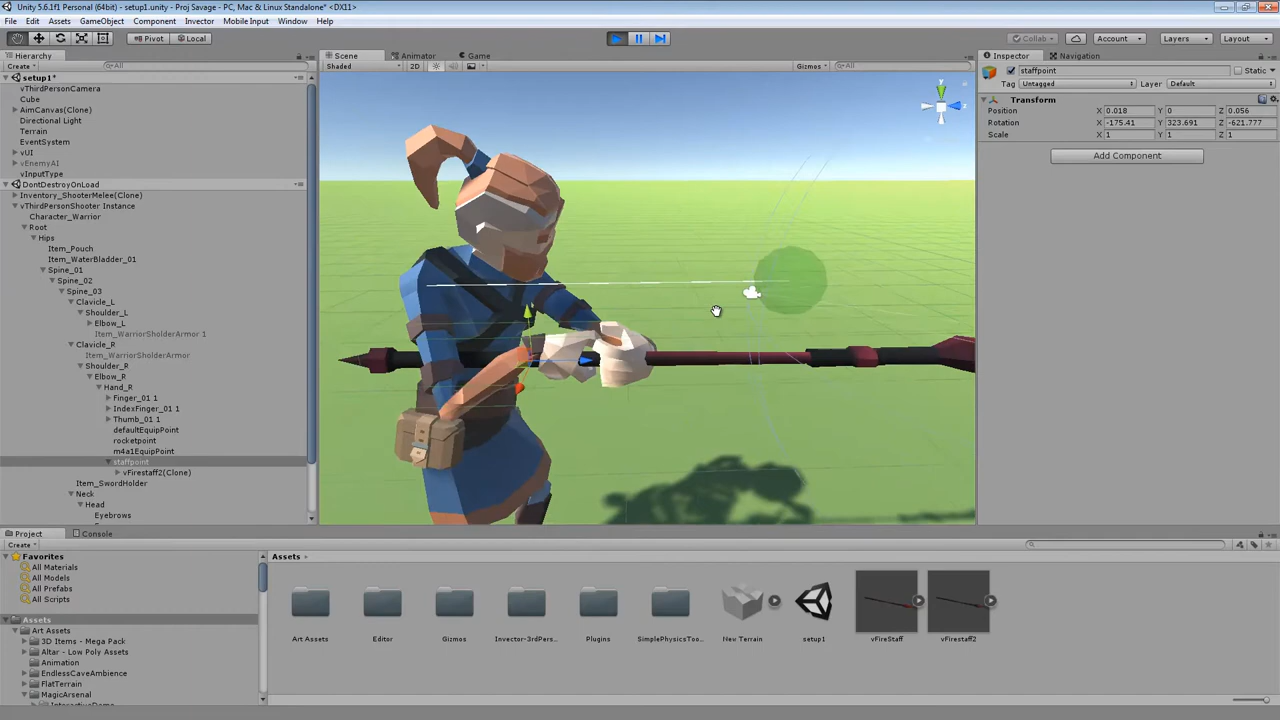 Unity 5.6.1f1 (64bit) - setup1.unity - Proj Savage - PC, Mac & Linux Standalone* <DX11>
File Edit Assets GameObject Component Invector Mobile Input Window Help
Pivot Local Collab Account Layers Layout
Hierarchy
Create All
setup1*
vThirdPersonCamera
Cube
AimCanvas(Clone)
Directional Light
Terrain
EventSystem
vUI
vEnemyAI
vInputType
DontDestroyOnLoad
Inventory_ShooterMelee(Clone)
vThirdPersonShooter Instance
Character_Warrior
Root
Hips
Item_Pouch
Item_WaterBladder_01
Spine_01
Spine_02
Spine_03
Clavicle_L
Shoulder_L
Elbow_L
Item_WarriorSholderArmor 1
Clavicle_R
Item_WarriorSholderArmor
Shoulder_R
Elbow_R
Hand_R
Finger_01 1
IndexFinger_01 1
Thumb_01 1
defaultEquipPoint
rocketpoint
m4a1EquipPoint
staffpoint
vFirestaff2(Clone)
Item_SwordHolder
Neck
Head
Eyebrows
Scene Animator Game
Shaded 2D Gizmos All
Inspector Navigation
staffpoint Static
Tag Untagged Layer Default
Transform
Position X 0.018 Y 0 Z 0.056
Rotation X -175.41 Y 323.691 Z -621.777
Scale X 1 Y 1 Z 1
Add Component
Project Console
Create
Favorites
All Materials
All Models
All Prefabs
All Scripts
Assets
Art Assets
3D Items - Mega Pack
Altar - Low Poly Assets
Animation
EndlessCaveAmbience
FlatTerrain
MagicArsenal
Assets
Art Assets Editor Gizmos Invector-3rdPers... Plugins SimplePhysicsToo... New Terrain setup1 vFireStaff vFirestaff2